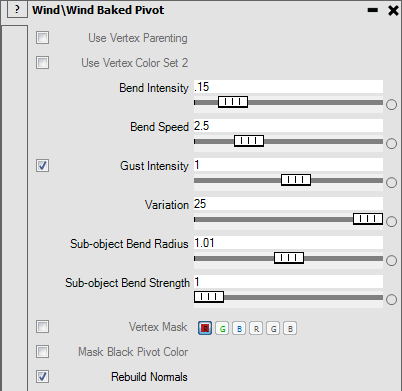 ? Wind\Wind Baked Pivot
Use Vertex Parenting
Use Vertex Color Set 2
Bend Intensity .15
Bend Speed 2.5
Gust Intensity 1
Variation 25
Sub-object Bend Radius 1.01
Sub-object Bend Strength 1
Vertex Mask R G B R G B
Mask Black Pivot Color
Rebuild Normals